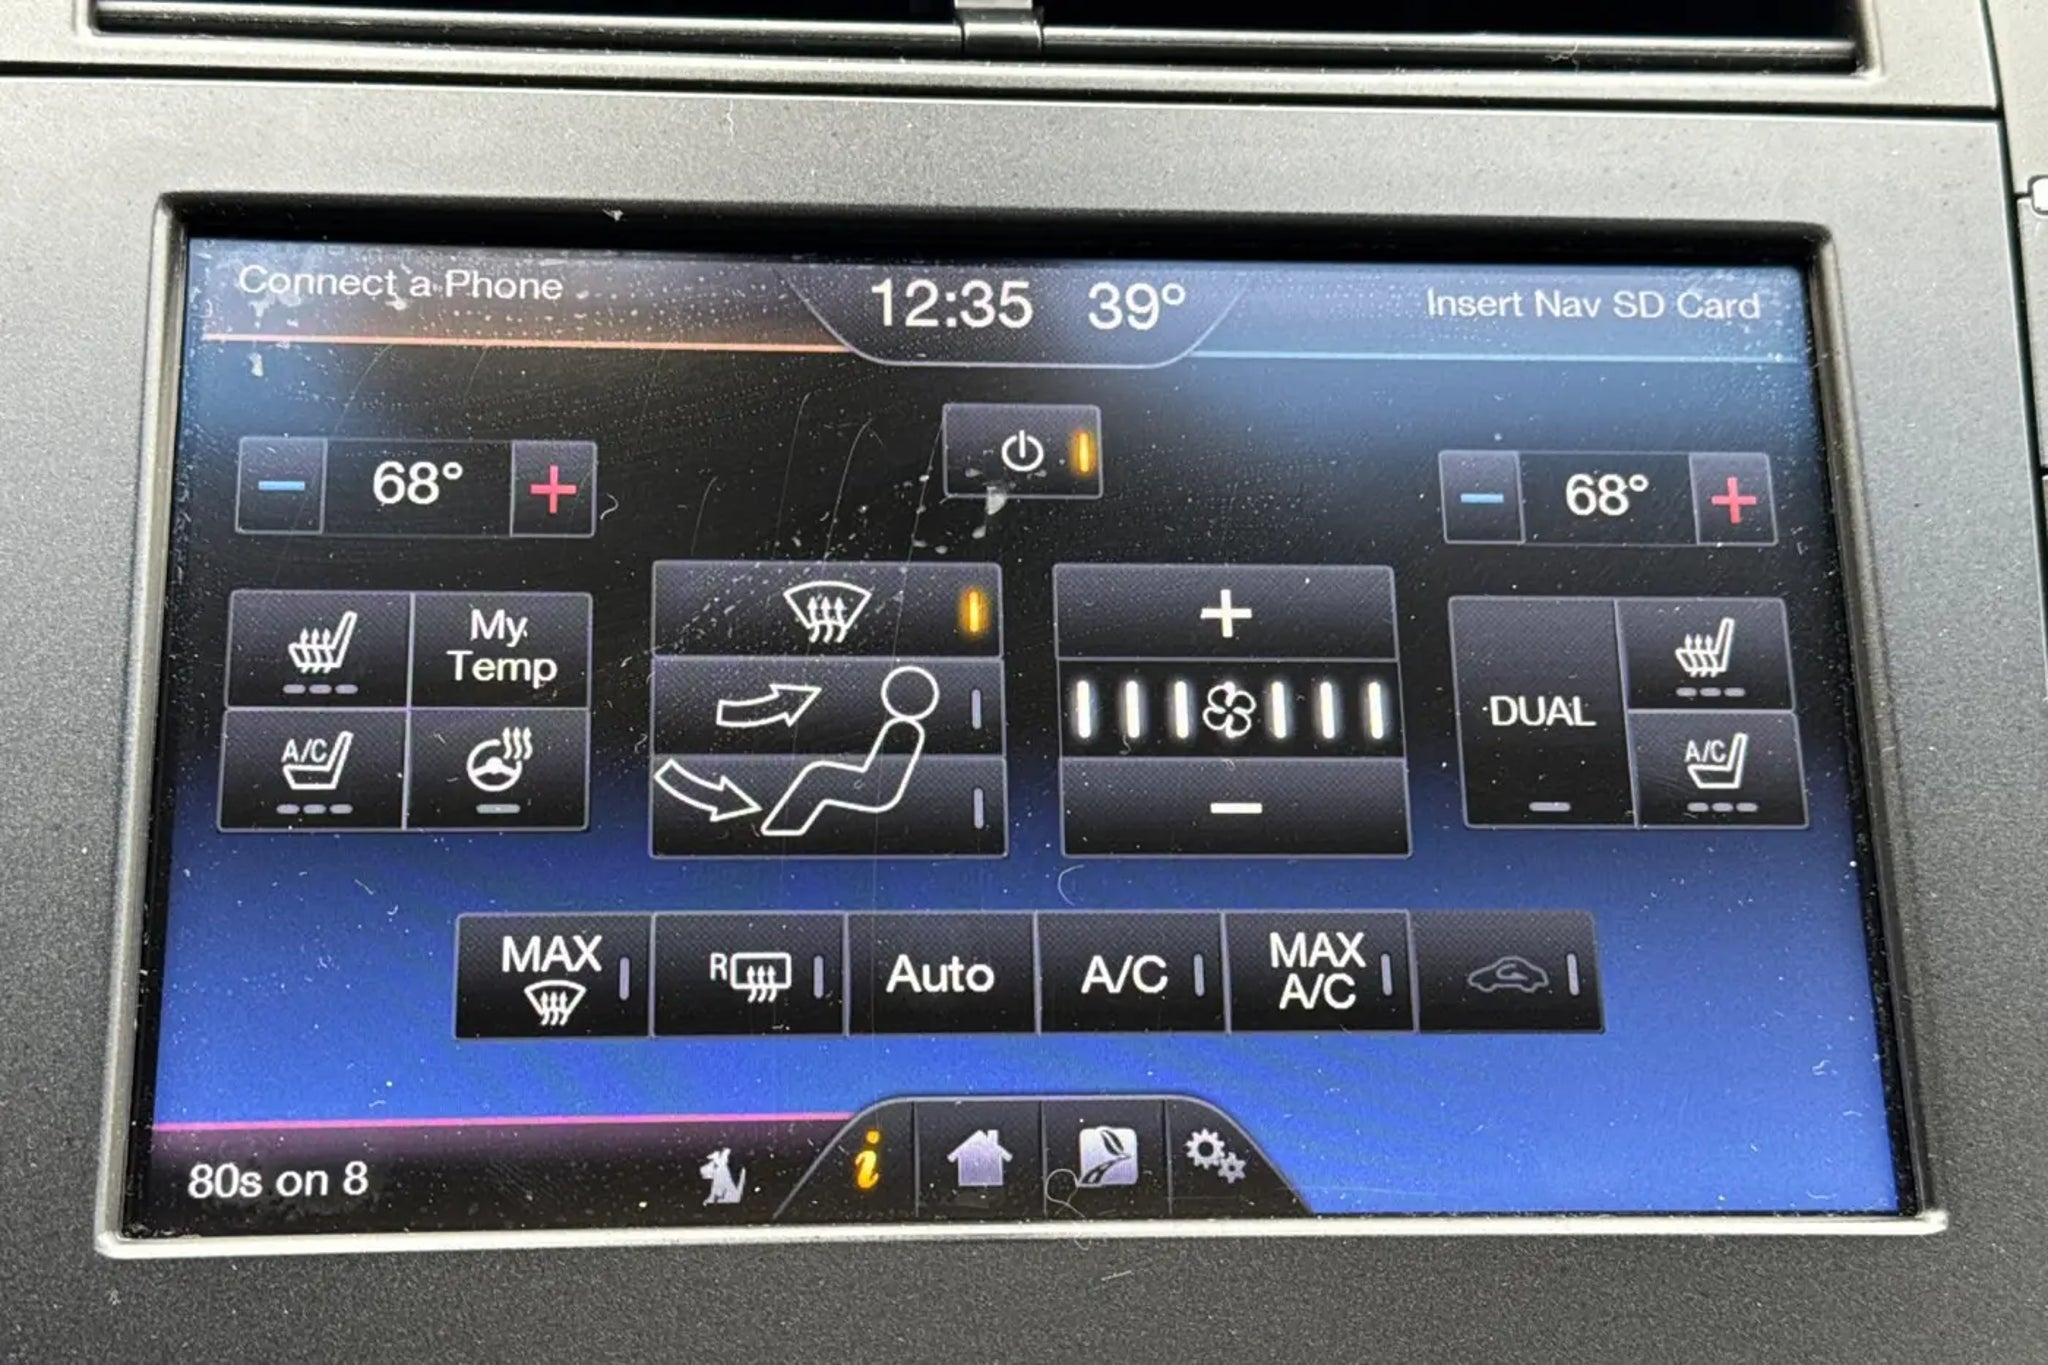 Connect a Phone
12:35 39°
Insert Nav SD Card
68°
68°
My
Temp
A/C
DUAL
A/C
MAX
R
Auto
A/C
MAX
A/C
80s on 8
i